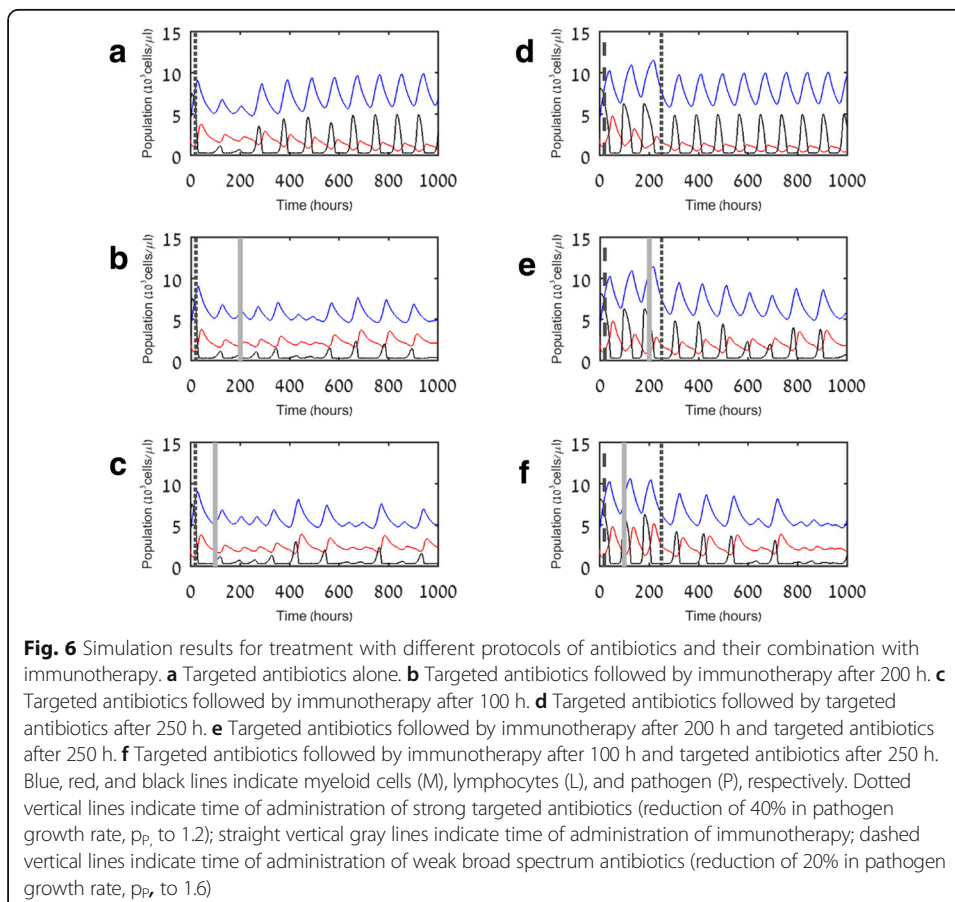 a
Population (10³cells/µl)
15
10
5
0
0 200 400 600 800 1000
Time (hours)
d
Population (10³cells/µl)
15
10
5
0
0 200 400 600 800 1000
Time (hours)
b
Population (10³cells/µl)
15
10
5
0
0 200 400 600 800 1000
Time (hours)
e
Population (10³cells/µl)
15
10
5
0
0 200 400 600 800 1000
Time (hours)
c
Population (10³cells/µl)
15
10
5
0
0 200 400 600 800 1000
Time (hours)
f
Population (10³cells/µl)
15
10
5
0
0 200 400 600 800 1000
Time (hours)
Fig. 6 Simulation results for treatment with different protocols of antibiotics and their combination with
immunotherapy. a Targeted antibiotics alone. b Targeted antibiotics followed by immunotherapy after 200 h. c
Targeted antibiotics followed by immunotherapy after 100 h. d Targeted antibiotics followed by targeted
antibiotics after 250 h. e Targeted antibiotics followed by immunotherapy after 200 h and targeted antibiotics
after 250 h. f Targeted antibiotics followed by immunotherapy after 100 h and targeted antibiotics after 250 h.
Blue, red, and black lines indicate myeloid cells (M), lymphocytes (L), and pathogen (P), respectively. Dotted
vertical lines indicate time of administration of strong targeted antibiotics (reduction of 40% in pathogen
growth rate, pP, to 1.2); straight vertical gray lines indicate time of administration of immunotherapy; dashed
vertical lines indicate time of administration of weak broad spectrum antibiotics (reduction of 20% in pathogen
growth rate, pP, to 1.6)